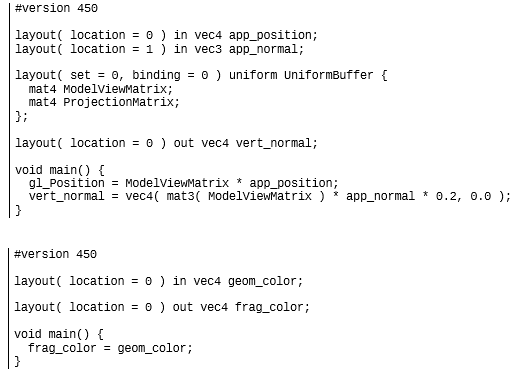 #version 450
layout( location = 0 ) in vec4 app_position;
layout( location = 1 ) in vec3 app_normal;
layout( set = 0, binding = 0 ) uniform UniformBuffer {
  mat4 ModelViewMatrix;
  mat4 ProjectionMatrix;
};
layout( location = 0 ) out vec4 vert_normal;
void main() {
  gl_Position = ModelViewMatrix * app_position;
  vert_normal = vec4( mat3( ModelViewMatrix ) * app_normal * 0.2, 0.0 );
}
#version 450
layout( location = 0 ) in vec4 geom_color;
layout( location = 0 ) out vec4 frag_color;
void main() {
  frag_color = geom_color;
}